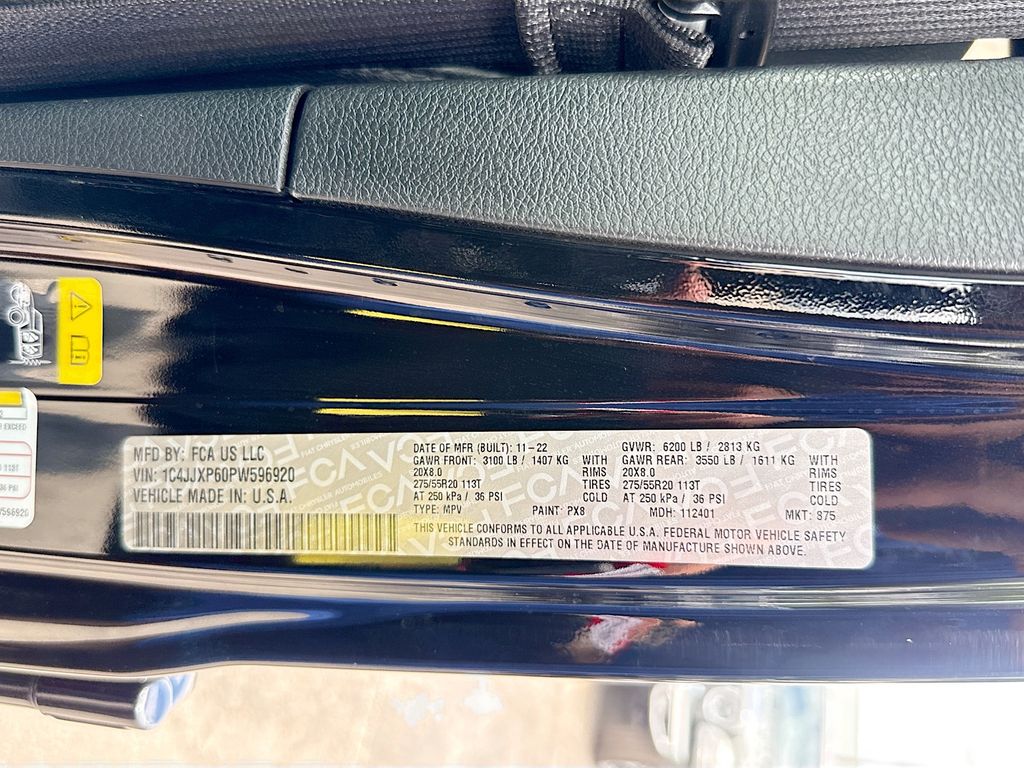 MFD BY: FCA US LLC
VIN: 1C4JJXP60PW596920
VEHICLE MADE IN U.S.A.
DATE OF MFR (BUILT): 11-22 GVWR: 6200 LB / 2813 KG
GAWR FRONT: 3100 LB / 1407 KG WITH GAWR REAR: 3550 LB / 1611 KG WITH
20X8.0 RIMS 20X8.0 RIMS
275/55R20 113T TIRES 275/55R20 113T TIRES
AT 250 kPa / 36 PSI COLD AT 250 kPa / 36 PSI COLD
TYPE: MPV PAINT: PX8 MDH: 112401 MKT: 875
THIS VEHICLE CONFORMS TO ALL APPLICABLE U.S.A. FEDERAL MOTOR VEHICLE SAFETY
STANDARDS IN EFFECT ON THE DATE OF MANUFACTURE SHOWN ABOVE.
EXCEED
113T
36 PSI